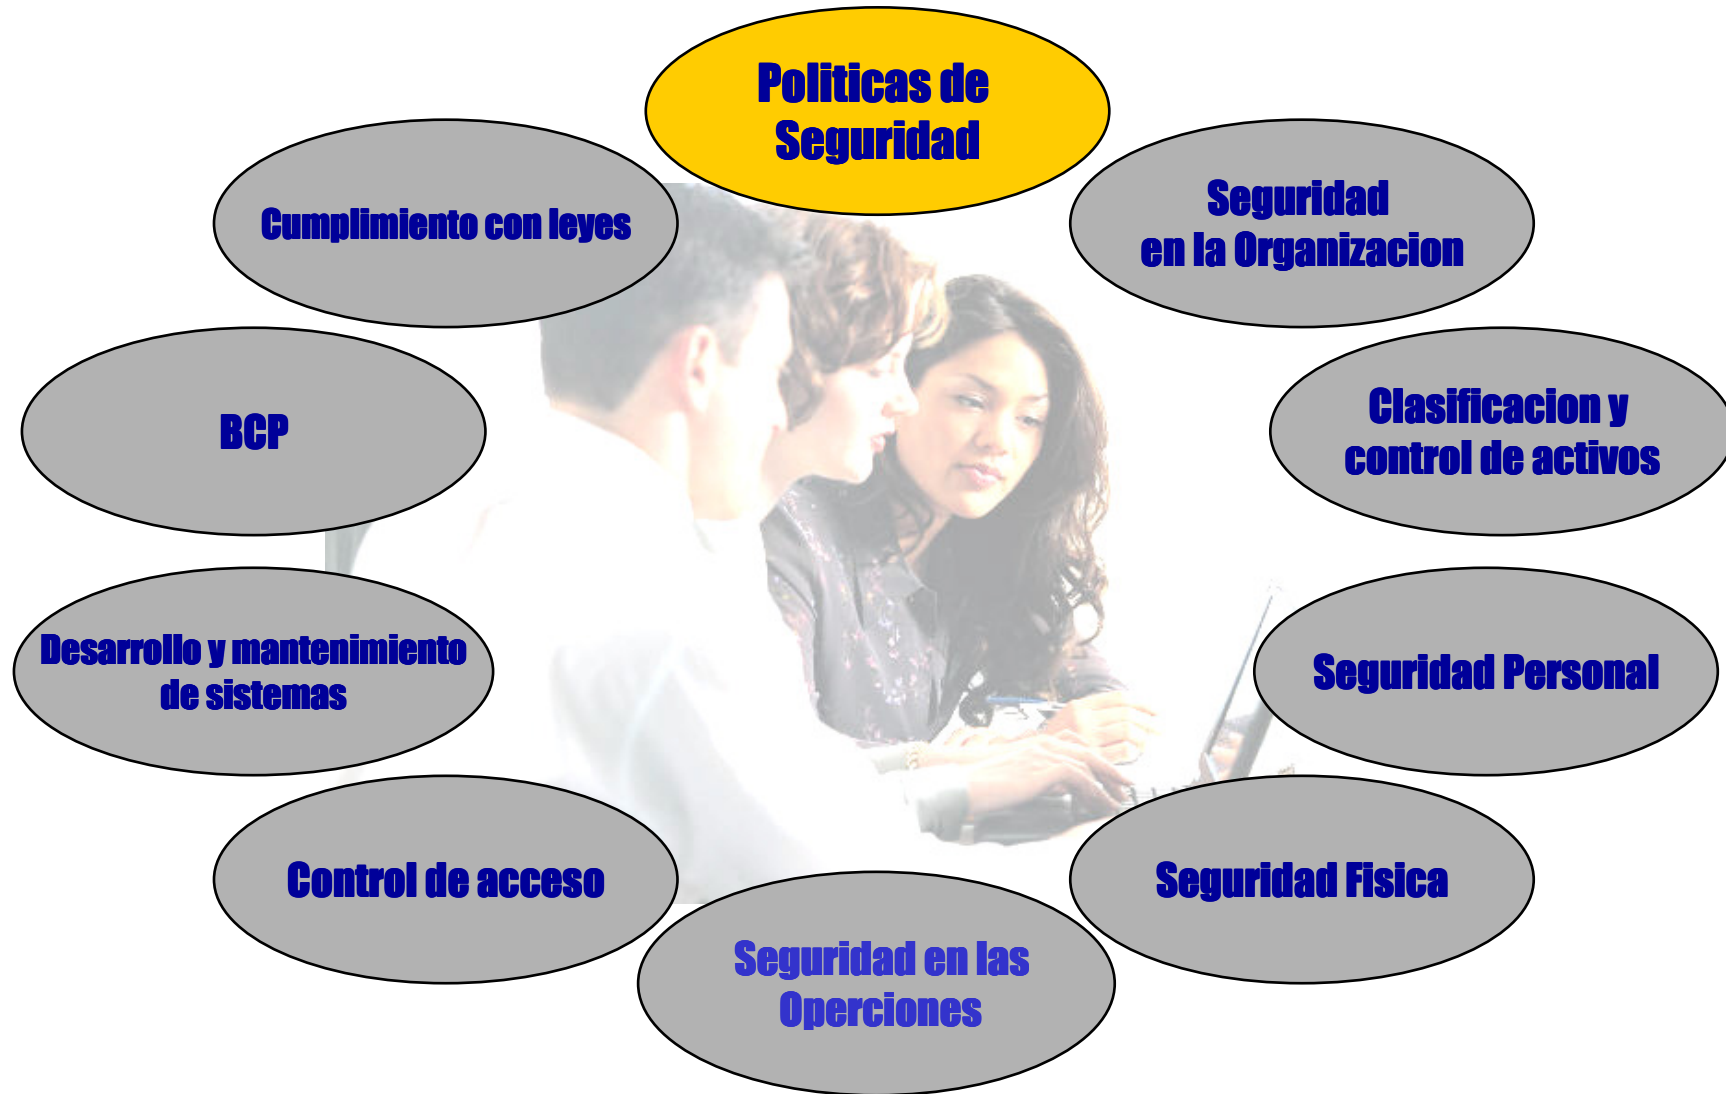 Politicas de
Seguridad
Seguridad
en la Organizacion
Clasificacion y
control de activos
Seguridad Personal
Seguridad Fisica
Seguridad en las
Operciones
Control de acceso
Desarrollo y mantenimiento
de sistemas
BCP
Cumplimiento con leyes